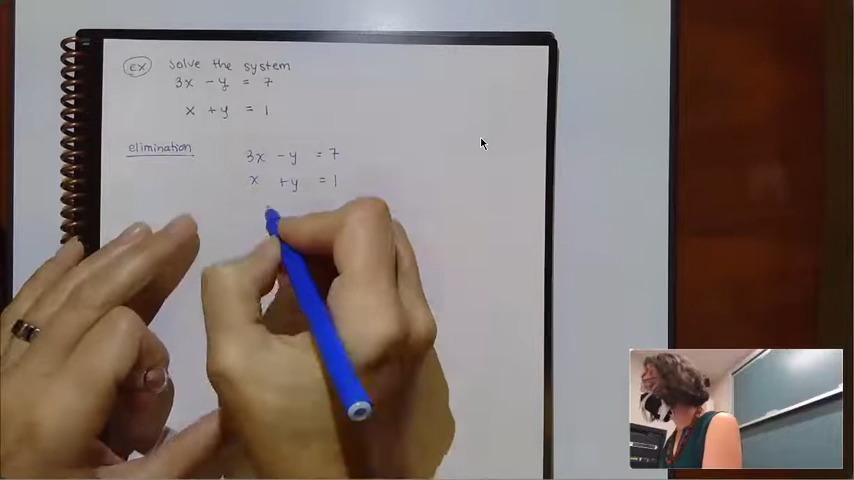 EX Solve the system
3x - y = 7
x + y = 1
elimination
3x - y = 7
x + y = 1